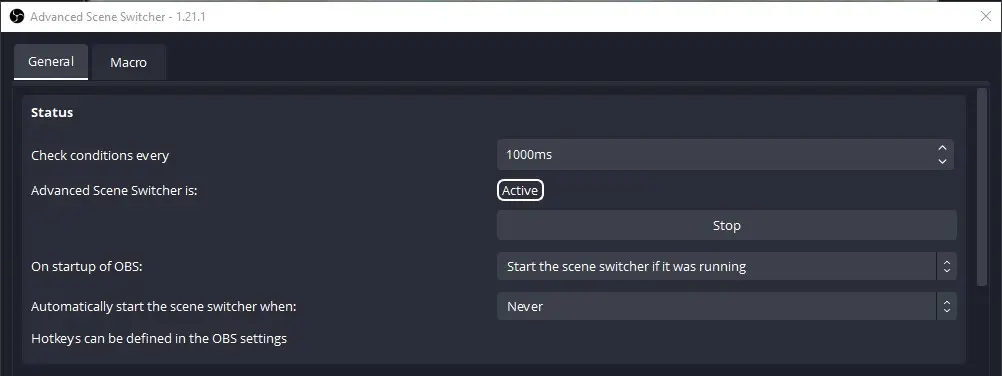 Advanced Scene Switcher - 1.21.1
General Macro
Status
Check conditions every 1000ms
Advanced Scene Switcher is: Active
Stop
On startup of OBS: Start the scene switcher if it was running
Automatically start the scene switcher when: Never
Hotkeys can be defined in the OBS settings